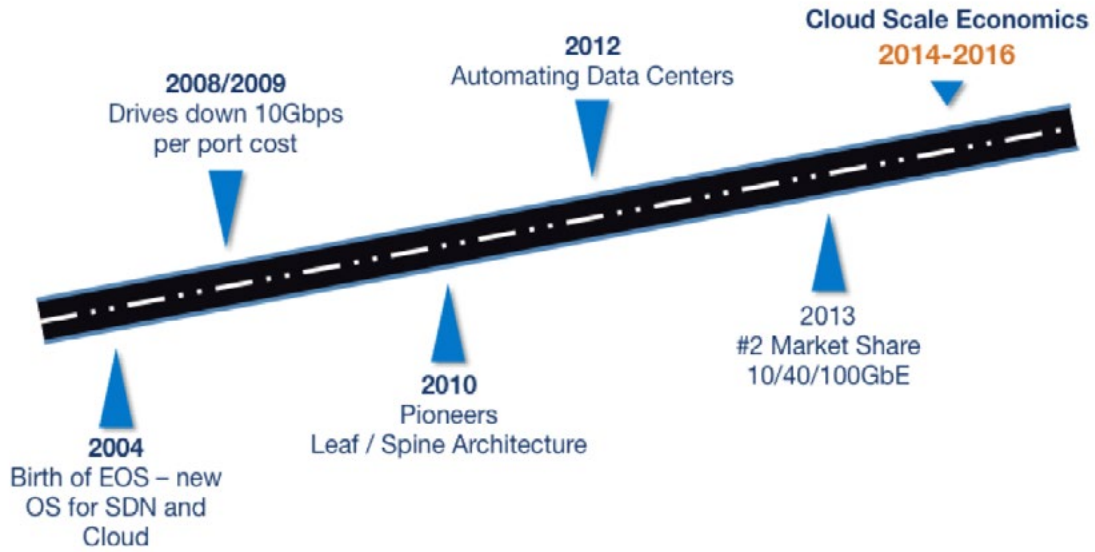 Cloud Scale Economics
2014-2016
2012
Automating Data Centers
2008/2009
Drives down 10Gbps
per port cost
2013
#2 Market Share
10/40/100GbE
2010
Pioneers
Leaf / Spine Architecture
2004
Birth of EOS – new
OS for SDN and
Cloud